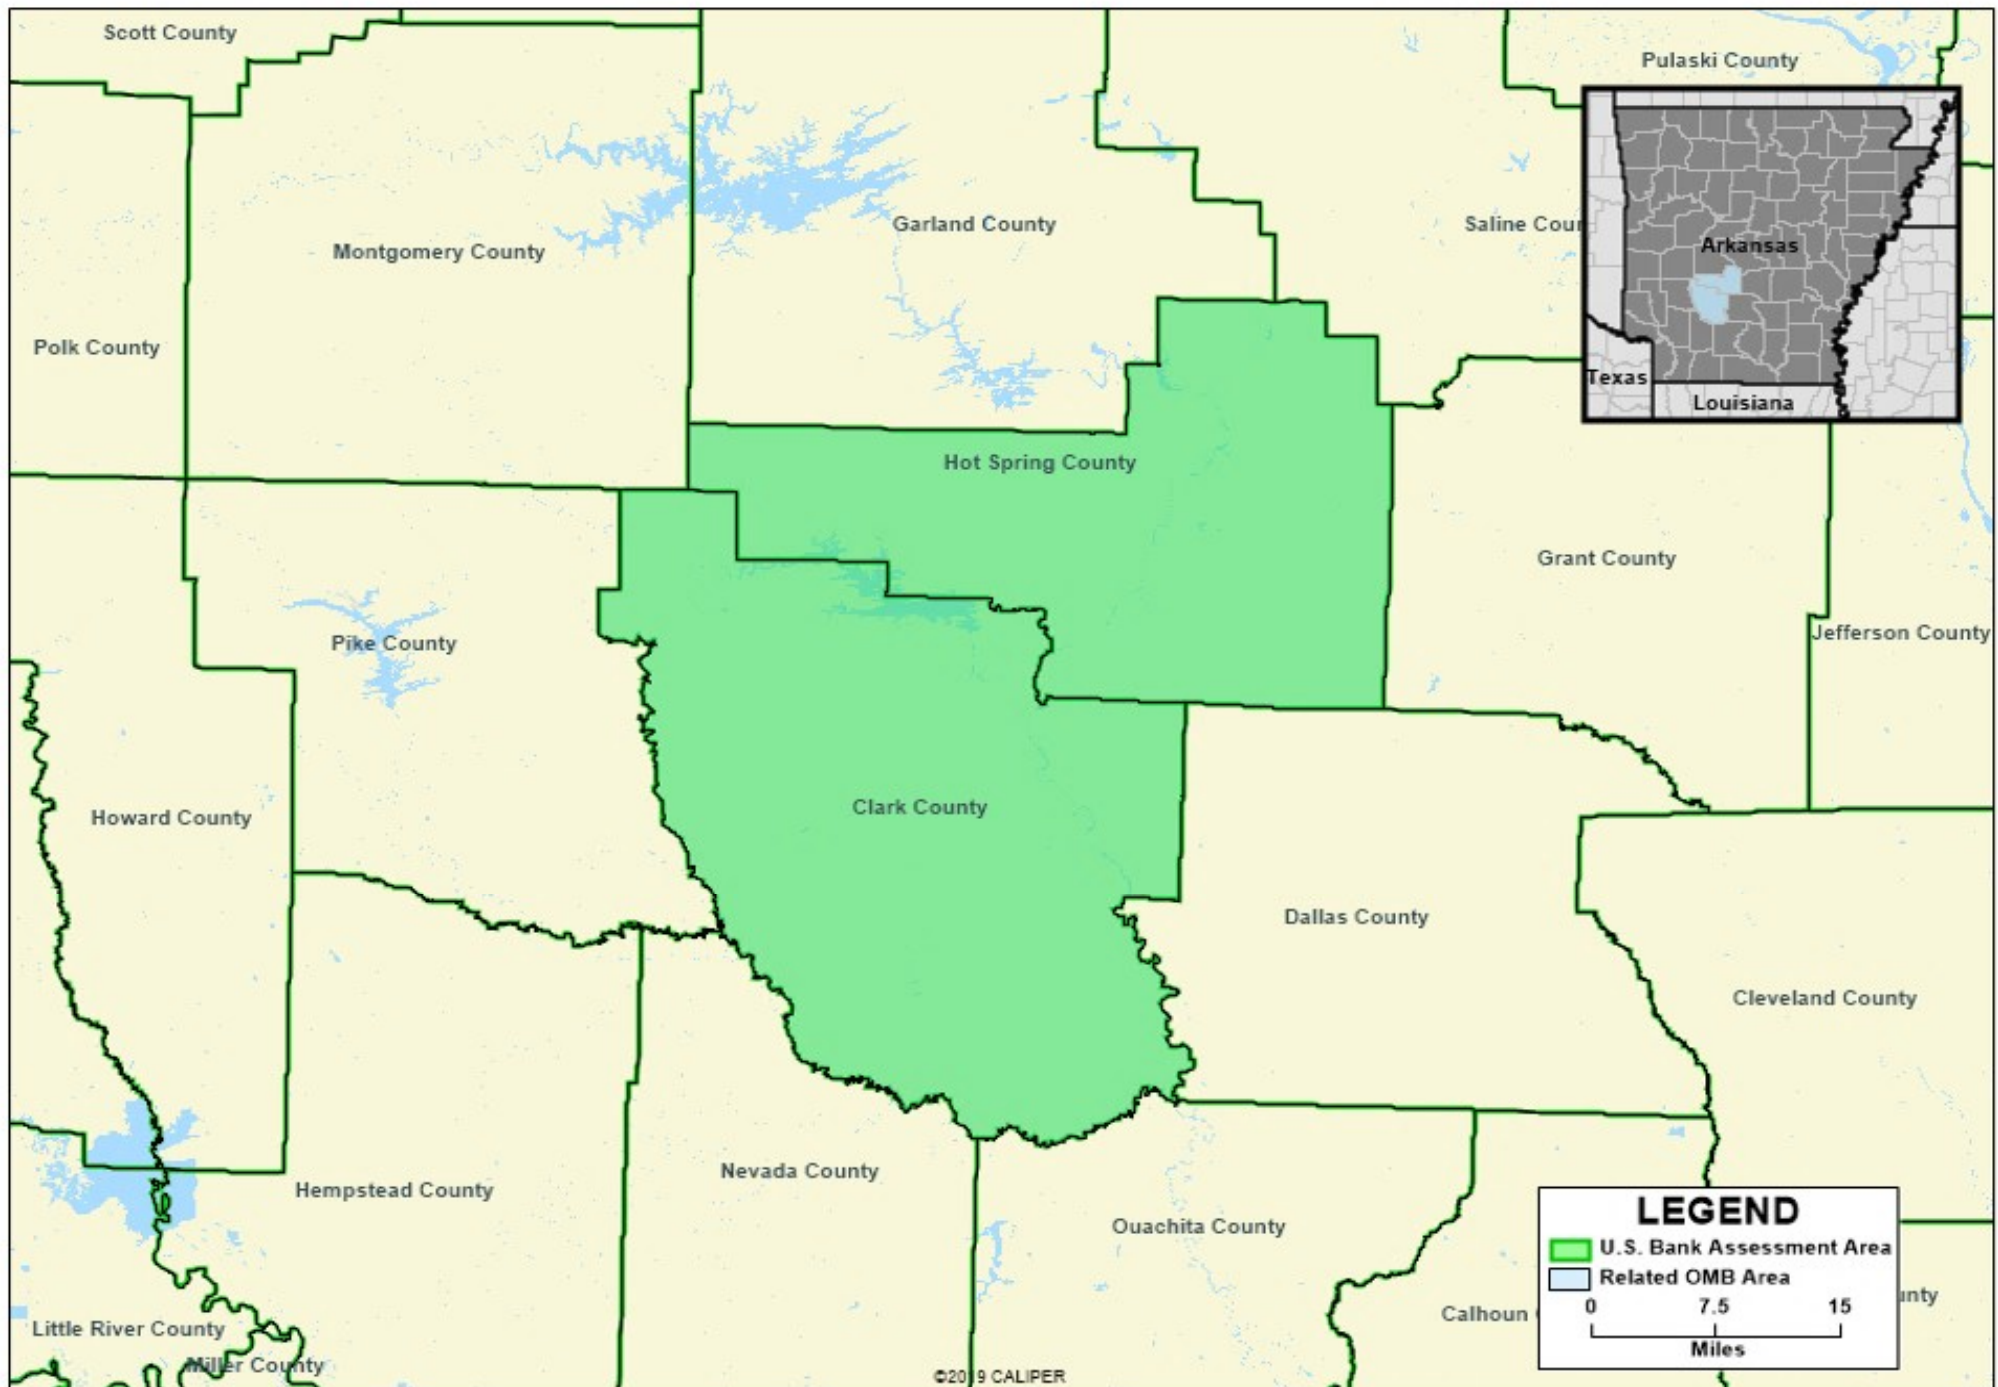 Scott County
Pulaski County
Montgomery County
Garland County
Saline Cour
Arkansas
Polk County
Texas
Louisiana
Hot Spring County
Grant County
Pike County
Jefferson County
Howard County
Clark County
Dallas County
Cleveland County
Nevada County
Hempstead County
Ouachita County
LEGEND
U.S. Bank Assessment Area
Related OMB Area
0 7.5 15
Miles
Calhoun
unty
Little River County
Miller County
©2019 CALIPER